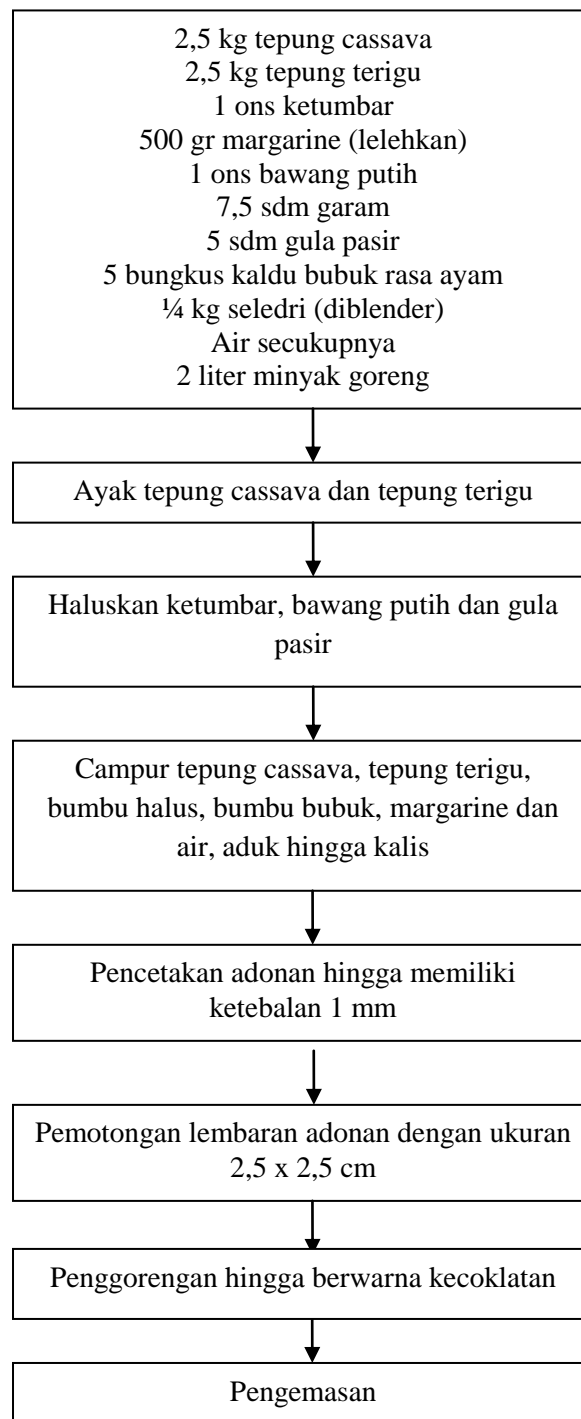 2,5 kg tepung cassava
2,5 kg tepung terigu
1 ons ketumbar
500 gr margarine (lelehkan)
1 ons bawang putih
7,5 sdm garam
5 sdm gula pasir
5 bungkus kaldu bubuk rasa ayam
¼ kg seledri (diblender)
Air secukupnya
2 liter minyak goreng
Ayak tepung cassava dan tepung terigu
Haluskan ketumbar, bawang putih dan gula
pasir
Campur tepung cassava, tepung terigu,
bumbu halus, bumbu bubuk, margarine dan
air, aduk hingga kalis
Pencetakan adonan hingga memiliki
ketebalan 1 mm
Pemotongan lembaran adonan dengan ukuran
2,5 x 2,5 cm
Penggorengan hingga berwarna kecoklatan
Pengemasan